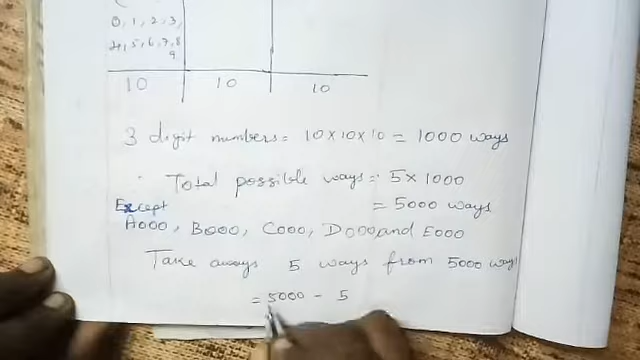 0, 1, 2, 3,
4, 5, 6, 7, 8
9
10 10 10
3 digit numbers = 10×10×10 = 1000 ways
Total possible ways = 5×1000
= 5000 ways
Except
A000, B000, C000, D000 and E000
Take aways 5 ways from 5000 ways
= 5000 - 5